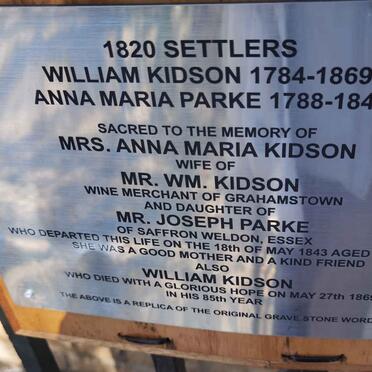 1820 SETTLERS
WILLIAM KIDSON 1784-1869
ANNA MARIA PARKE 1788-184
SACRED TO THE MEMORY OF
MRS. ANNA MARIA KIDSON
WIFE OF
MR. WM. KIDSON
WINE MERCHANT OF GRAHAMSTOWN
AND DAUGHTER OF
MR. JOSEPH PARKE
OF SAFFRON WELDON, ESSEX
WHO DEPARTED THIS LIFE ON THE 18th OF MAY 1843 AGED
SHE WAS A GOOD MOTHER AND A KIND FRIEND
ALSO
WILLIAM KIDSON
WHO DIED WITH A GLORIOUS HOPE ON MAY 27th 1869
IN HIS 85th YEAR
THE ABOVE IS A REPLICA OF THE ORIGINAL GRAVE STONE WORD